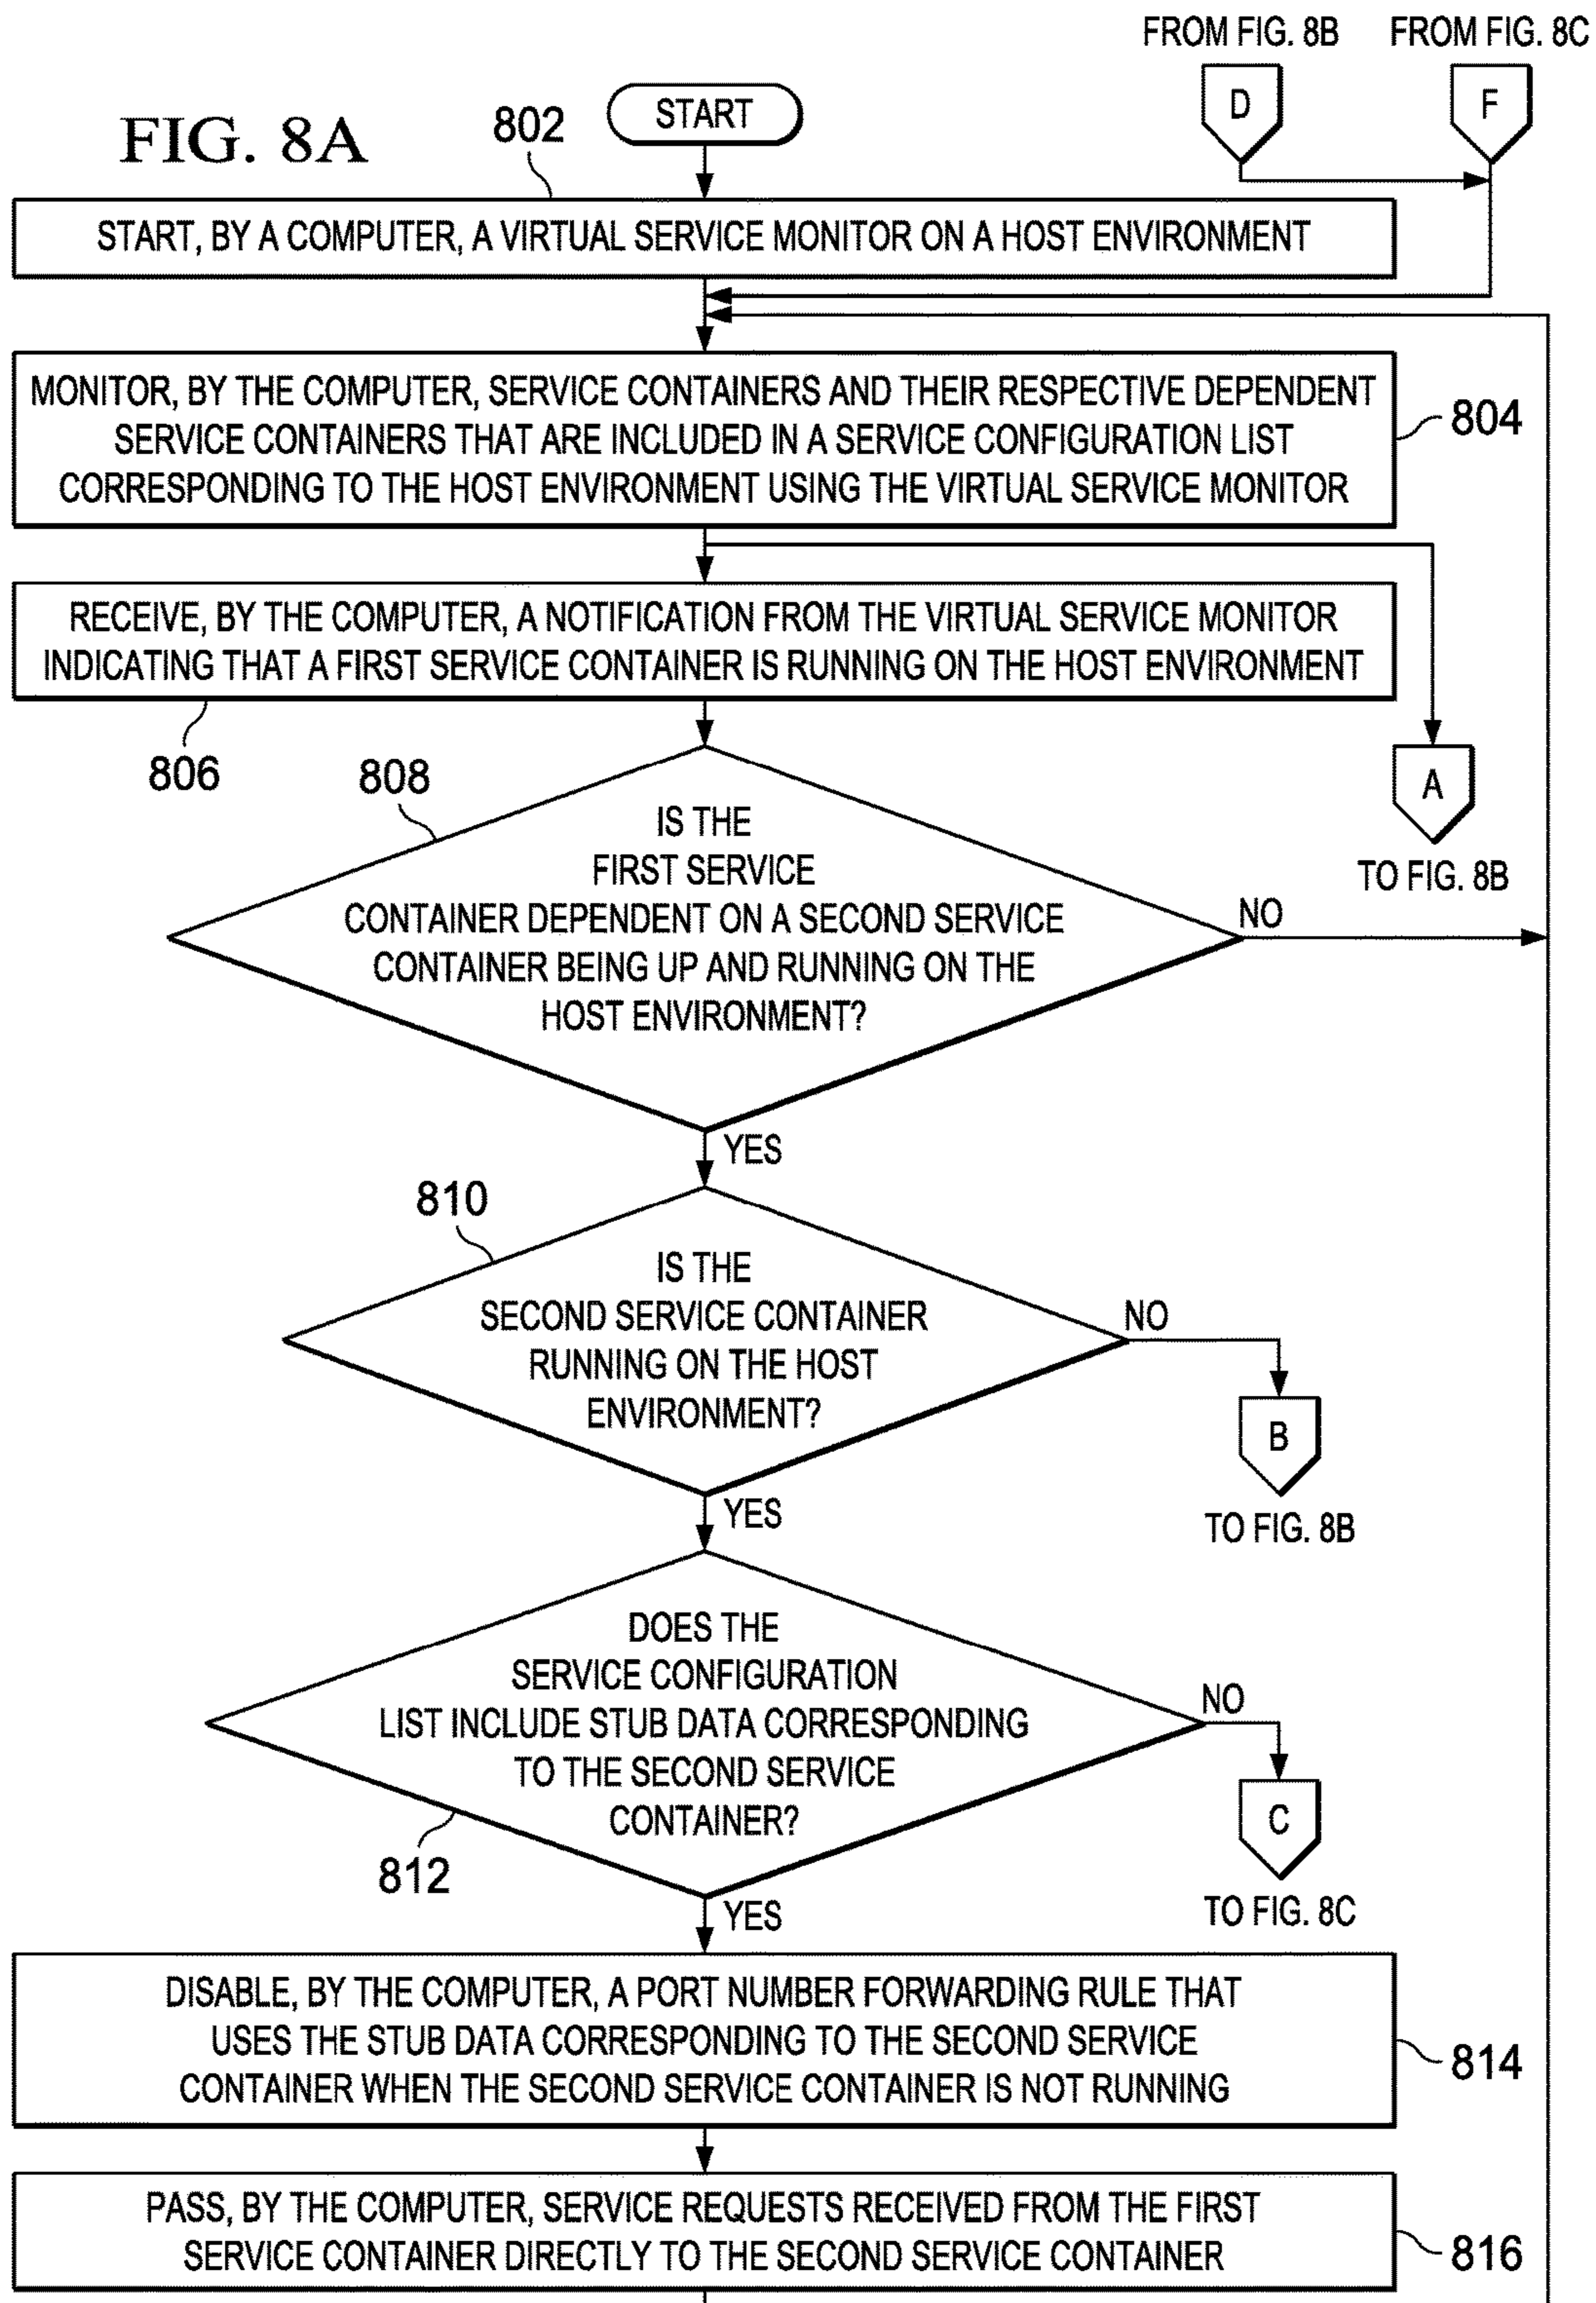 FROM FIG. 8B
FROM FIG. 8C
D
F
FIG. 8A
802
START
START, BY A COMPUTER, A VIRTUAL SERVICE MONITOR ON A HOST ENVIRONMENT
MONITOR, BY THE COMPUTER, SERVICE CONTAINERS AND THEIR RESPECTIVE DEPENDENT
SERVICE CONTAINERS THAT ARE INCLUDED IN A SERVICE CONFIGURATION LIST
CORRESPONDING TO THE HOST ENVIRONMENT USING THE VIRTUAL SERVICE MONITOR
804
RECEIVE, BY THE COMPUTER, A NOTIFICATION FROM THE VIRTUAL SERVICE MONITOR
INDICATING THAT A FIRST SERVICE CONTAINER IS RUNNING ON THE HOST ENVIRONMENT
806
808
A
TO FIG. 8B
IS THE
FIRST SERVICE
CONTAINER DEPENDENT ON A SECOND SERVICE
CONTAINER BEING UP AND RUNNING ON THE
HOST ENVIRONMENT?
NO
YES
810
IS THE
SECOND SERVICE CONTAINER
RUNNING ON THE HOST
ENVIRONMENT?
NO
B
TO FIG. 8B
YES
DOES THE
SERVICE CONFIGURATION
LIST INCLUDE STUB DATA CORRESPONDING
TO THE SECOND SERVICE
CONTAINER?
NO
C
TO FIG. 8C
812
YES
DISABLE, BY THE COMPUTER, A PORT NUMBER FORWARDING RULE THAT
USES THE STUB DATA CORRESPONDING TO THE SECOND SERVICE
CONTAINER WHEN THE SECOND SERVICE CONTAINER IS NOT RUNNING
814
PASS, BY THE COMPUTER, SERVICE REQUESTS RECEIVED FROM THE FIRST
SERVICE CONTAINER DIRECTLY TO THE SECOND SERVICE CONTAINER
816